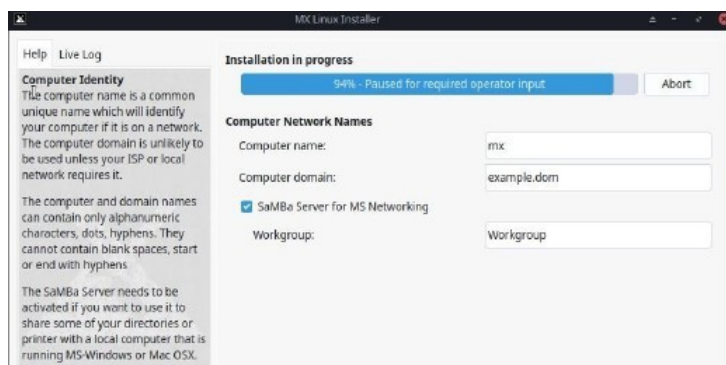 MX Linux Installer
Help Live Log
Computer Identity
The computer name is a common
unique name which will identify
your computer if it is on a network.
The computer domain is unlikely to
be used unless your ISP or local
network requires it.
The computer and domain names
can contain only alphanumeric
characters, dots, hyphens. They
cannot contain blank spaces, start
or end with hyphens
The SaMBa Server needs to be
activated if you want to use it to
share some of your directories or
printer with a local computer that is
running MS-Windows or Mac OSX.
Installation in progress
94% - Paused for required operator input Abort
Computer Network Names
Computer name: mx
Computer domain: example.dom
SaMBa Server for MS Networking
Workgroup: Workgroup